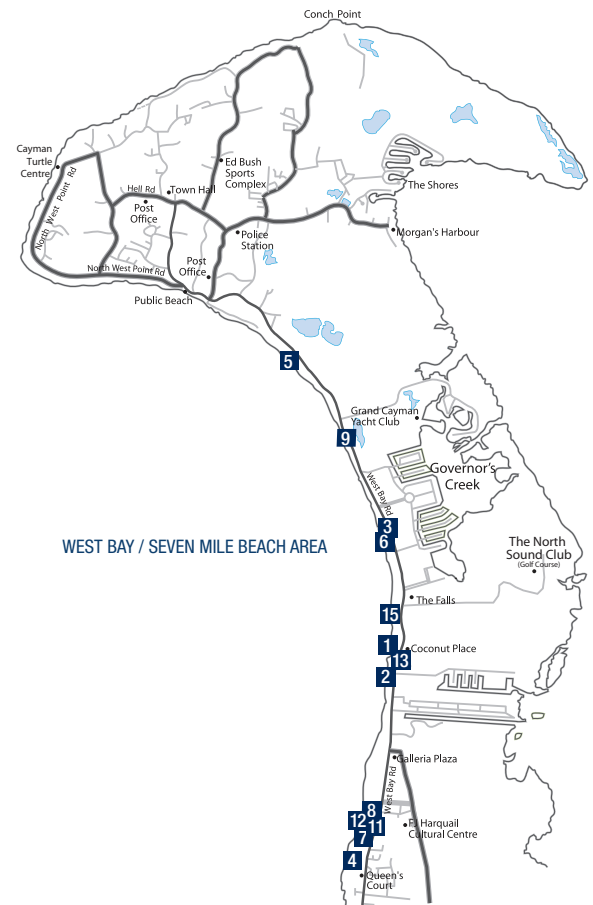 Conch Point
Cayman
Turtle
Centre
North West Point Rd
Hell Rd
Town Hall
Post
Office
Ed Bush
Sports
Complex
The Shores
Police
Station
Morgan's Harbour
Post
Office
North West Point Rd
Public Beach
5
Grand Cayman
Yacht Club
9
Governor's
Creek
West Bay Rd
3
6
WEST BAY / SEVEN MILE BEACH AREA
The North
Sound Club
(Golf Course)
The Falls
15
1
Coconut Place
13
2
Galleria Plaza
West Bay Rd
8
12
11
7
FJ Harquail
Cultural Centre
4
Queen's
Court